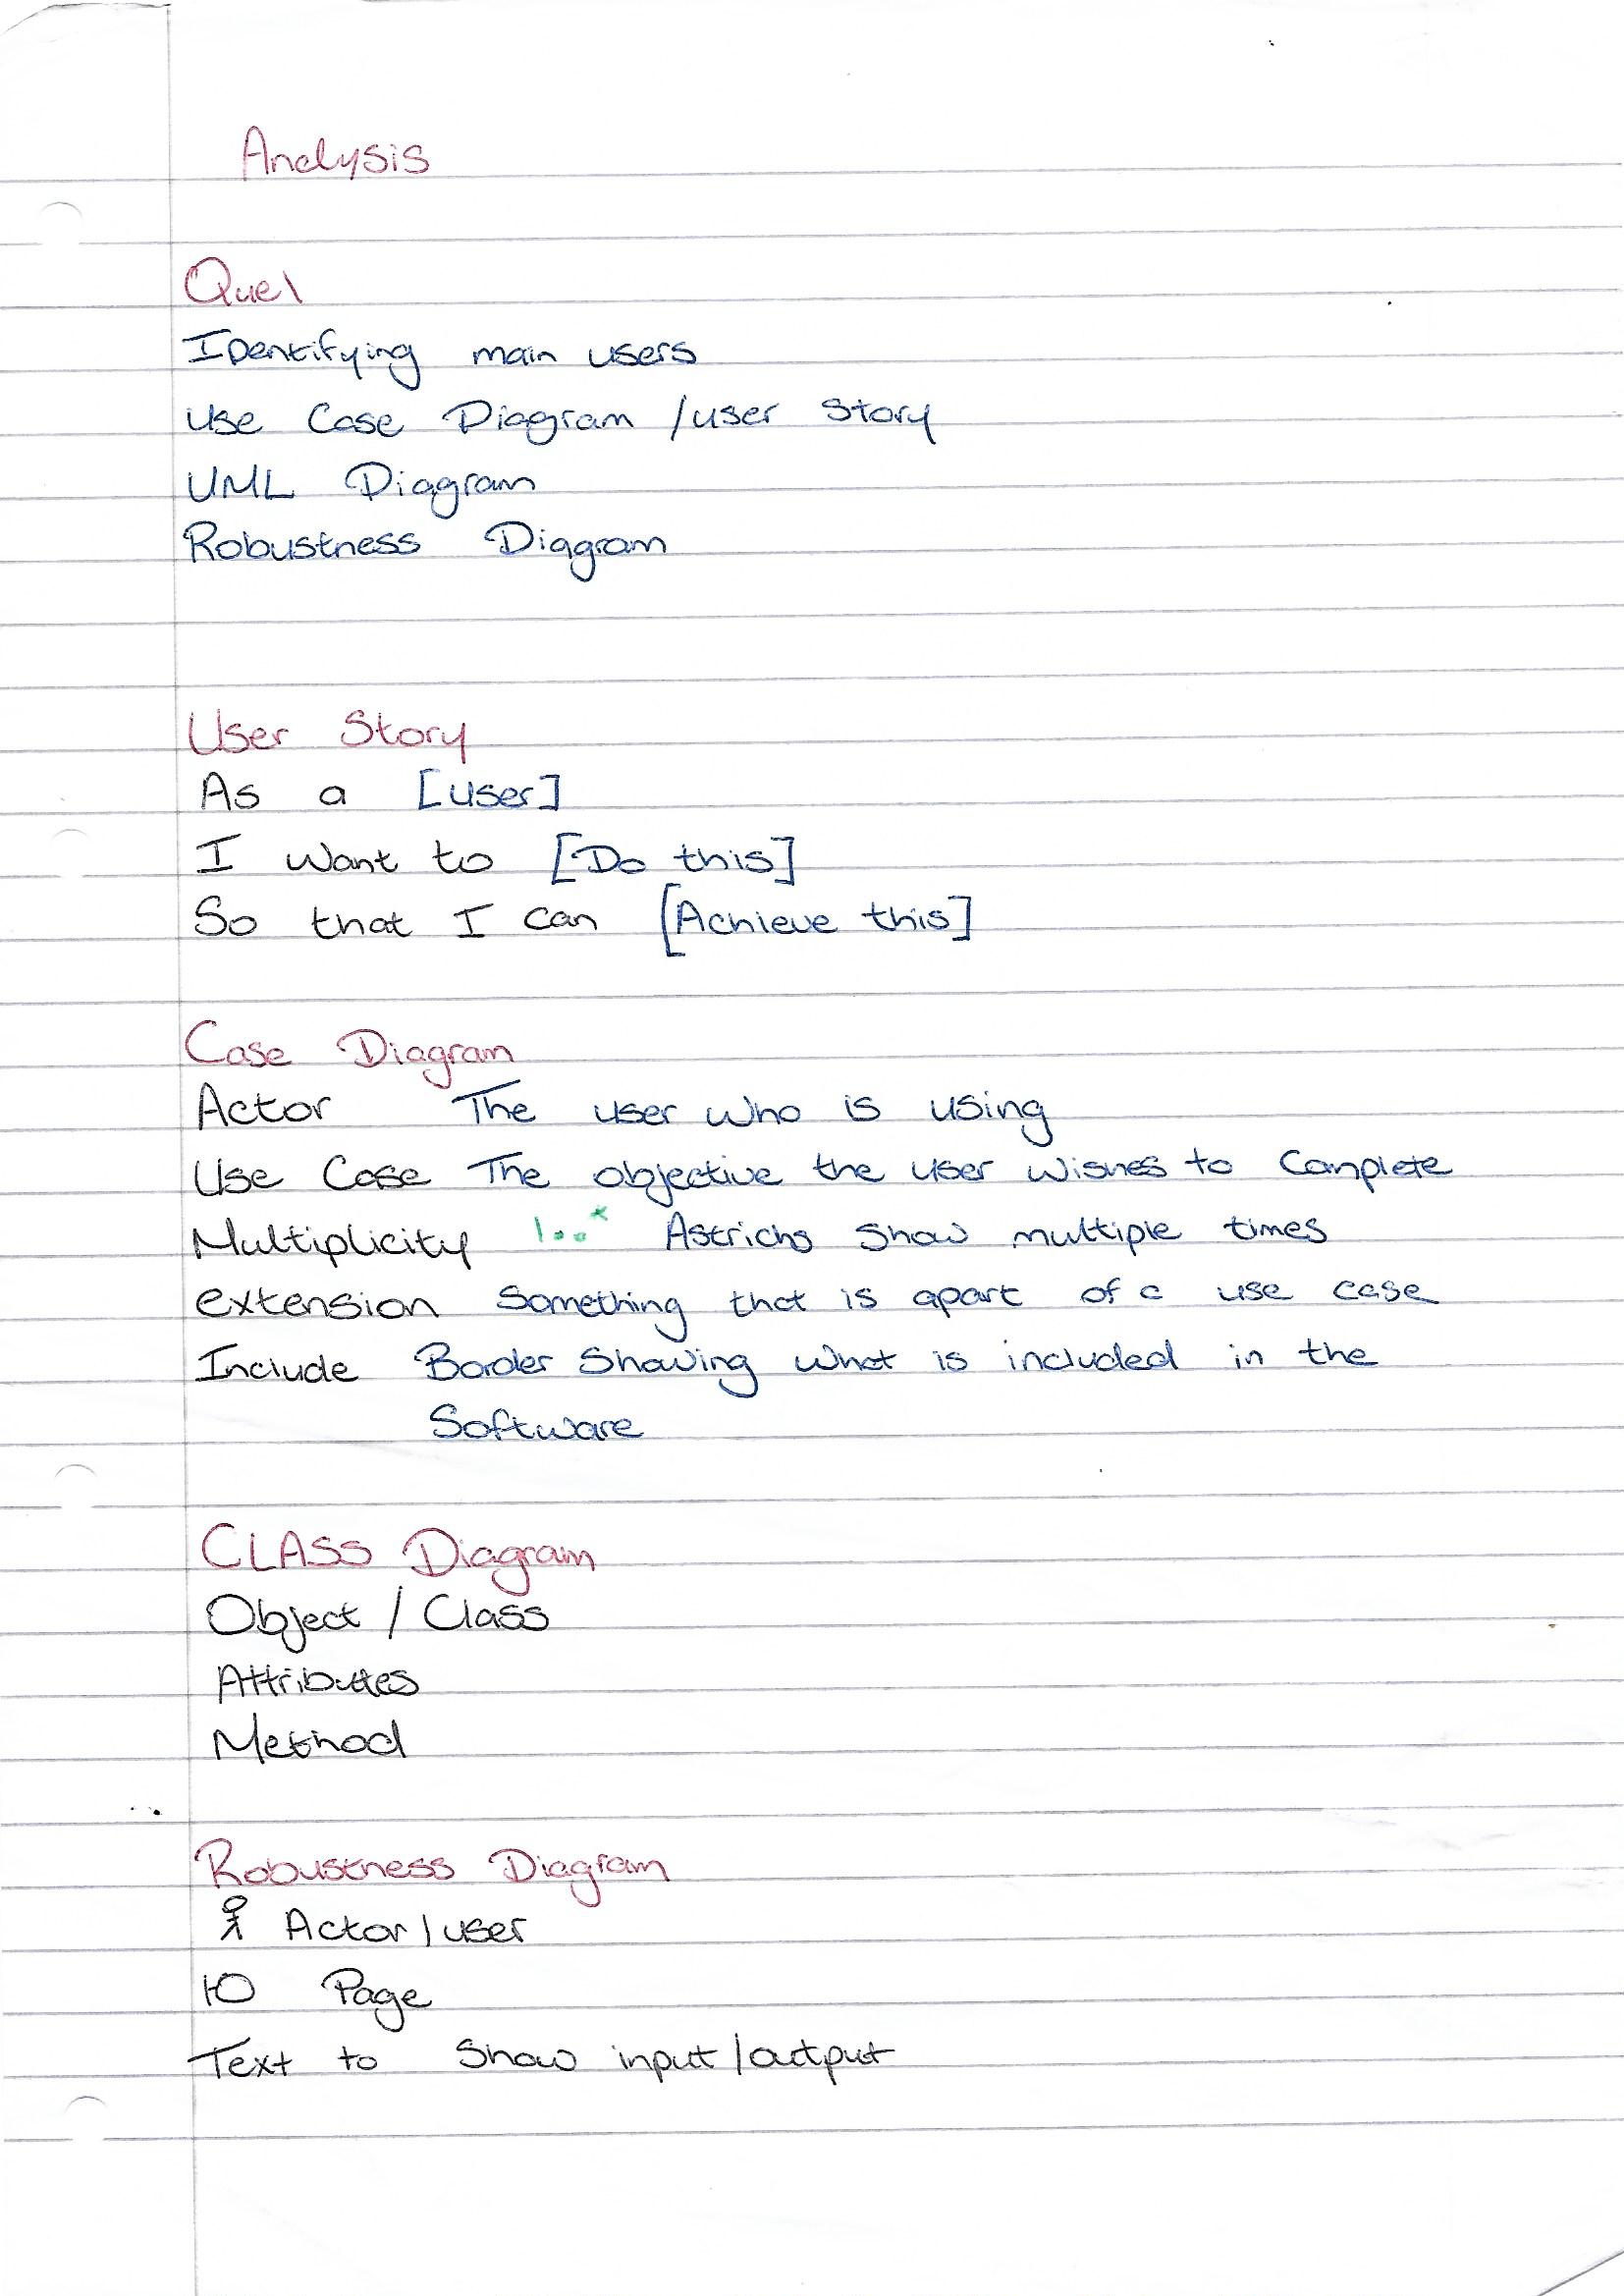 Analysis
Que1
Identifying main users
Use Case Diagram /user Story
UML Diagram
Robustness Diagram
User Story
As a [user]
I want to [Do this]
So that I can [Achieve this]
Case Diagram
Actor The user who is using
Use Case The objective the user wishes to complete
Multiplicity 1..* Astrichs show multiple times
extension Something that is apart of a use case
Include Border Showing what is included in the
Software
CLASS Diagram
Object / Class
Attributes
Method
Robustness Diagram
Actor/user
Page
Text to Show input/output